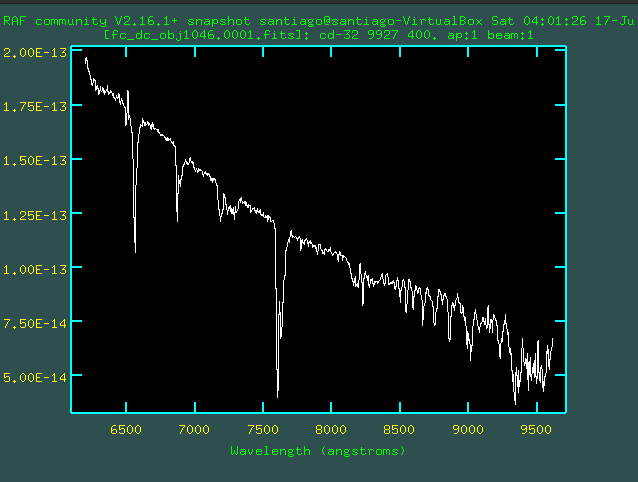 RAF community V2.16.1+ snapshot santiago@santiago-VirtualBox Sat 04:01:26 17-Ju
[fc_dc_obj1046.0001.fits]: cd-32 9927 400. ap:1 beam:1
2.00E-13
1.75E-13
1.50E-13
1.25E-13
1.00E-13
7.50E-14
5.00E-14
6500 7000 7500 8000 8500 9000 9500
Wavelength (angstroms)